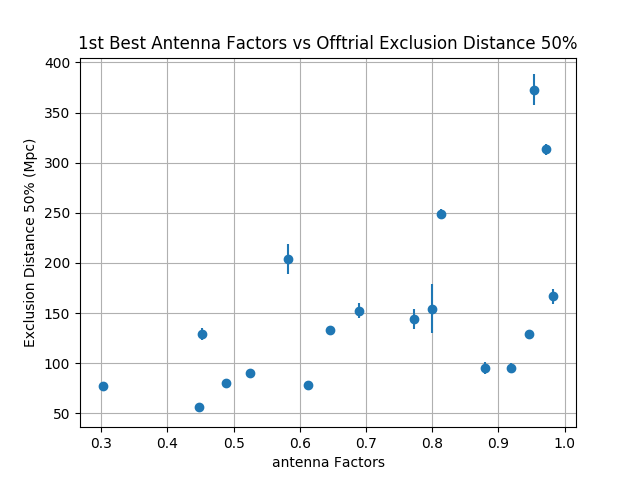 1st Best Antenna Factors vs Offtrial Exclusion Distance 50%
400
350
300
250
200
150
100
50
Exclusion Distance 50% (Mpc)
0.3 0.4 0.5 0.6 0.7 0.8 0.9 1.0
antenna Factors